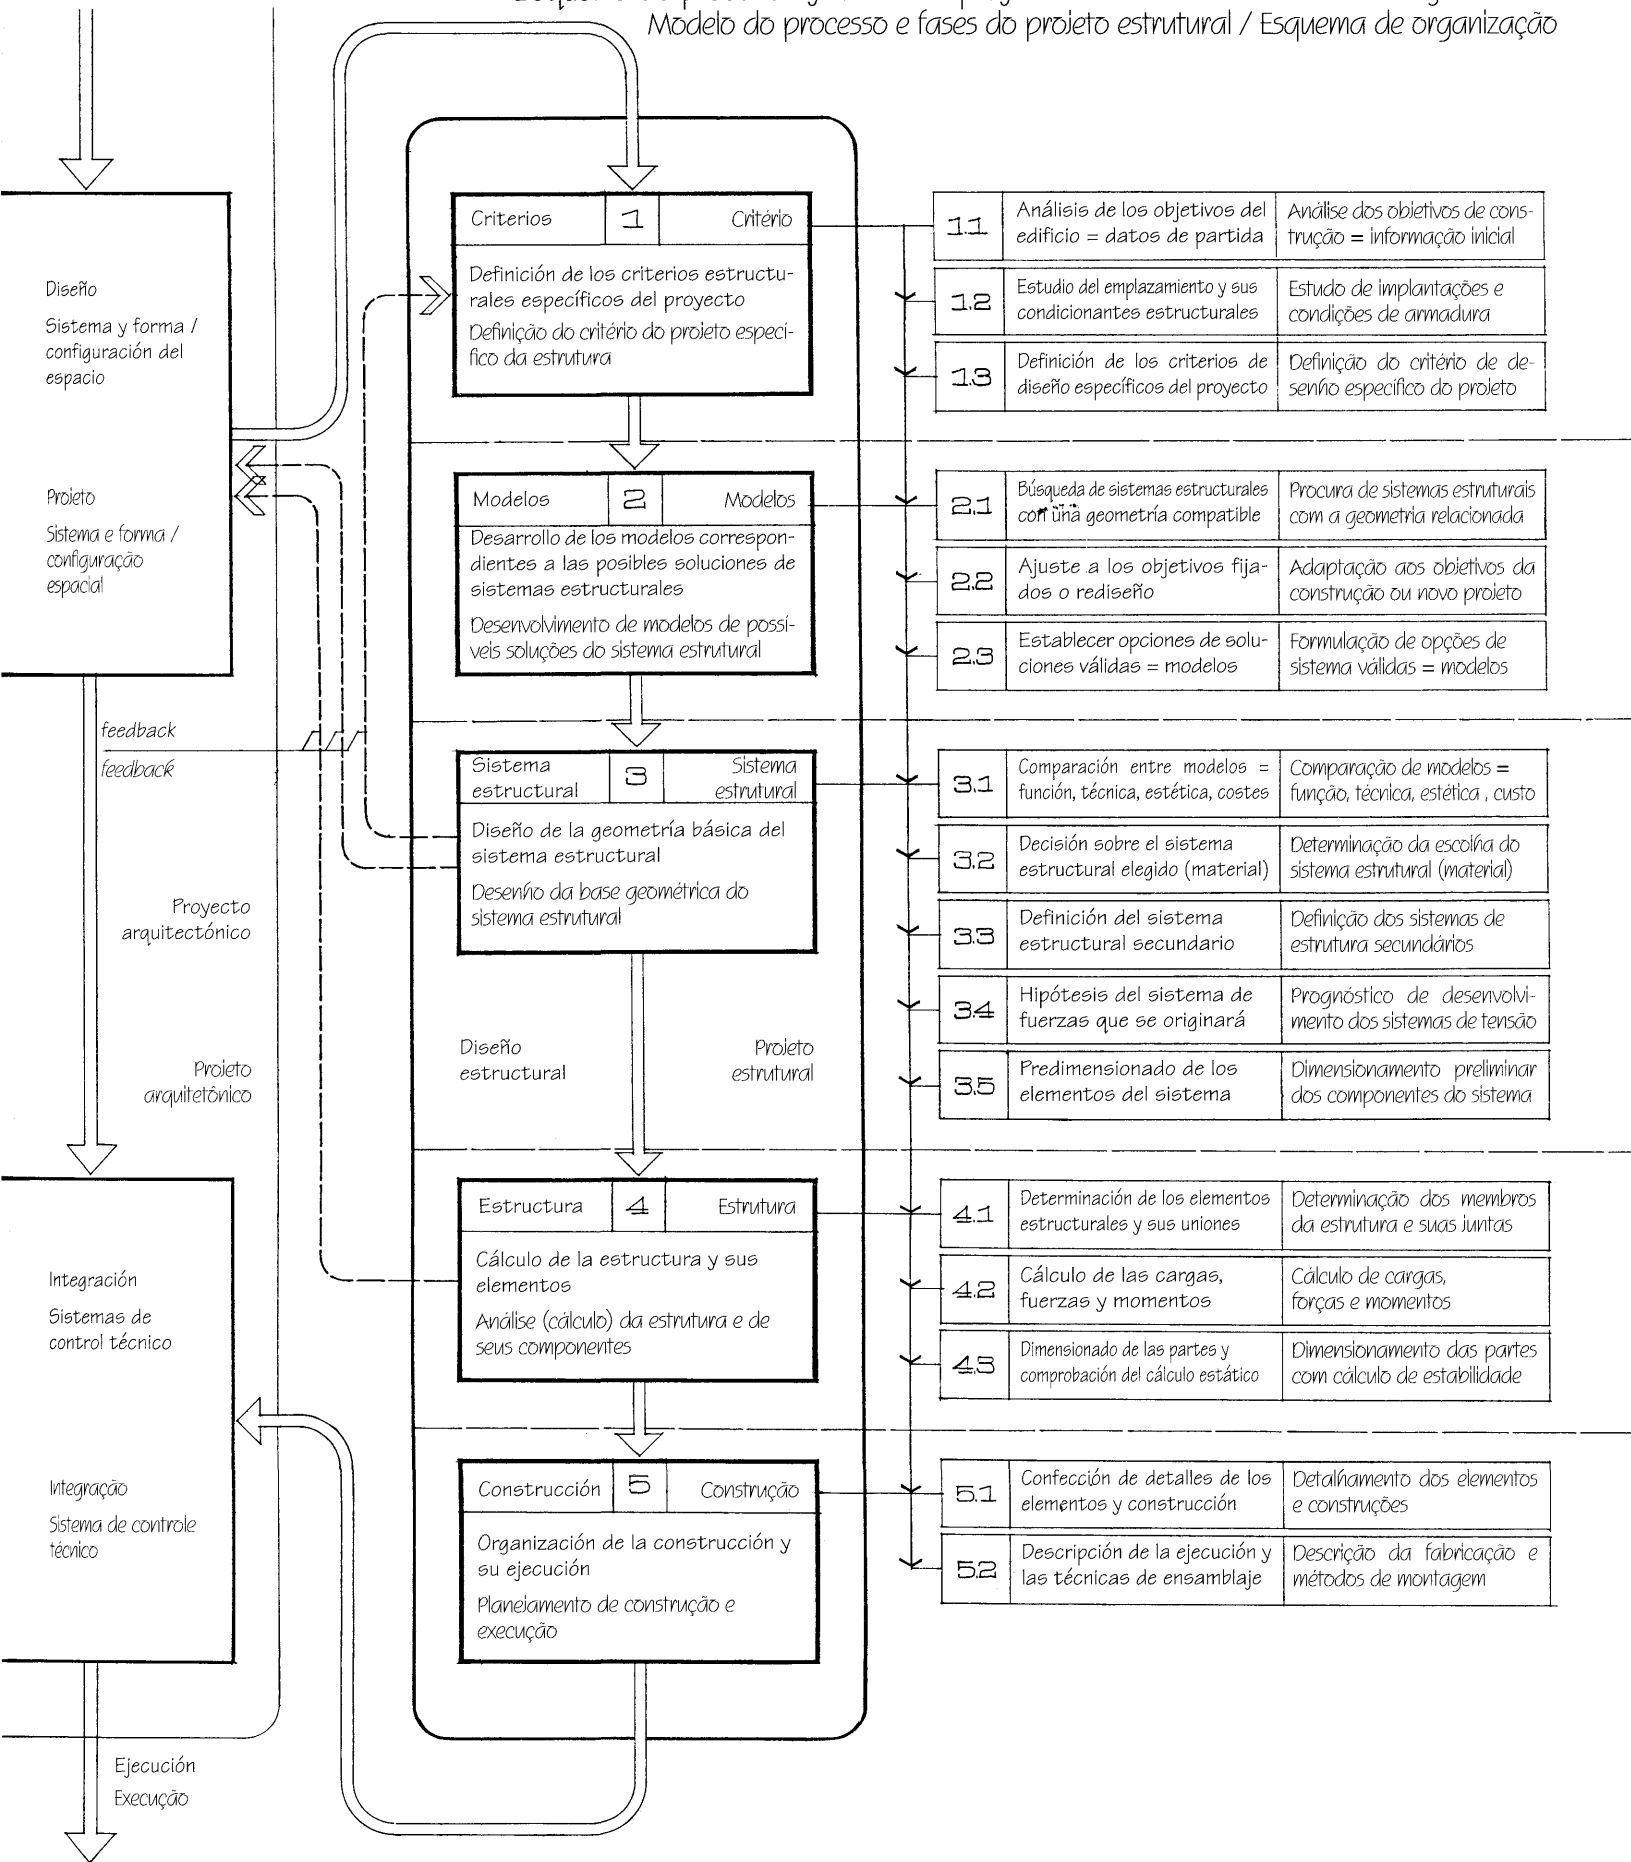 Modelo do processo e fases do projeto estrutural / Esquema de organização
Diseño
Sistema y forma /
configuración del
espacio
Projeto
Sistema e forma /
configuração
espacial
feedback
feedback
Proyecto
arquitectónico
Projeto
arquitetônico
Integración
Sistemas de
control técnico
Integração
Sistema de controle
técnico
Ejecución
Execução
Criterios 1 Critério
Definición de los criterios estructu-
rales específicos del proyecto
Definição do critério do projeto especí-
fico da estrutura
Modelos 2 Modelos
Desarrollo de los modelos correspon-
dientes a las posibles soluciones de
sistemas estructurales
Desenvolvimento de modelos de possí-
veis soluções do sistema estrutural
Sistema 3 Sistema
estructural estrutural
Diseño de la geometría básica del
sistema estructural
Desenho da base geométrica do
sistema estrutural
Diseño Projeto
estructural estrutural
Estructura 4 Estrutura
Cálculo de la estructura y sus
elementos
Análise (cálculo) da estrutura e de
seus componentes
Construcción 5 Construção
Organización de la construcción y
su ejecución
Planejamento de construção e
execução
1.1 Análisis de los objetivos del Análise dos objetivos de cons-
edificio = datos de partida trução = informação inicial
1.2 Estudio del emplazamiento y sus Estudo de implantações e
condicionantes estructurales condições de armadura
1.3 Definición de los criterios de Definição do critério de de-
diseño específicos del proyecto senho específico do projeto
2.1 Búsqueda de sistemas estructurales Procura de sistemas estruturais
con una geometría compatible com a geometria relacionada
2.2 Ajuste a los objetivos fija- Adaptação aos objetivos da
dos o rediseño construção ou novo projeto
2.3 Establecer opciones de solu- Formulação de opções de
ciones válidas = modelos sistema válidas = modelos
3.1 Comparación entre modelos = Comparação de modelos =
función, técnica, estética, costes função, técnica, estética , custo
3.2 Decisión sobre el sistema Determinação da escolha do
estructural elegido (material) sistema estrutural (material)
3.3 Definición del sistema Definição dos sistemas de
estructural secundario estrutura secundários
3.4 Hipótesis del sistema de Prognóstico de desenvolvi-
fuerzas que se originará mento dos sistemas de tensão
3.5 Predimensionado de los Dimensionamento preliminar
elementos del sistema dos componentes do sistema
4.1 Determinación de los elementos Determinação dos membros
estructurales y sus uniones da estrutura e suas juntas
4.2 Cálculo de las cargas, Cálculo de cargas,
fuerzas y momentos forças e momentos
4.3 Dimensionado de las partes y Dimensionamento das partes
comprobación del cálculo estático com cálculo de estabilidade
5.1 Confección de detalles de los Detalhamento dos elementos
elementos y construcción e construções
5.2 Descripción de la ejecución y Descrição da fabricação e
las técnicas de ensamblaje métodos de montagem